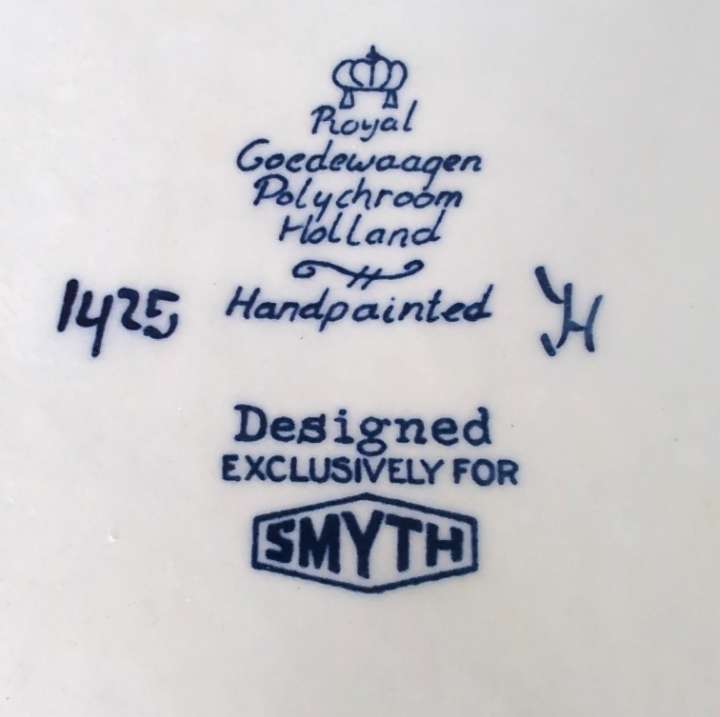 Royal
Goedewaagen
Polychroom
Holland
1425 Handpainted
Designed
EXCLUSIVELY FOR
SMYTH